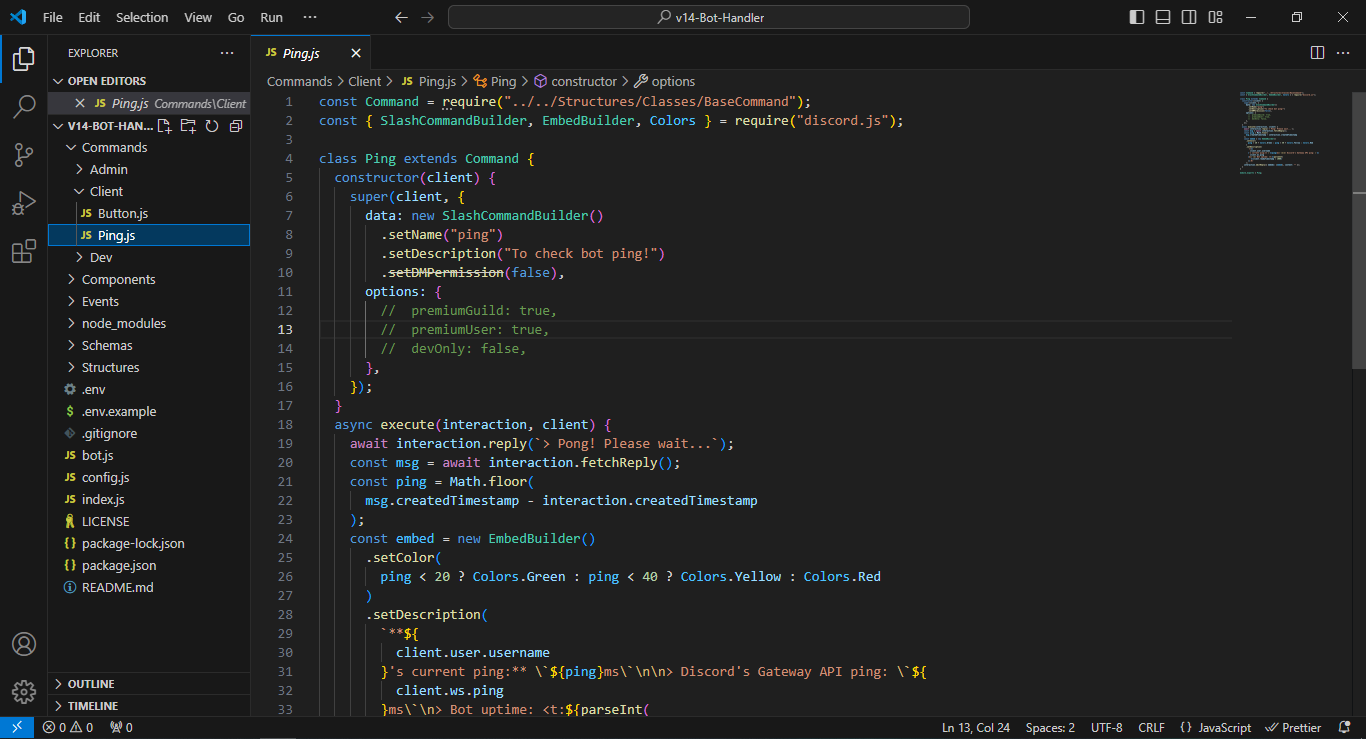 File Edit Selection View Go Run ··· v14-Bot-Handler
EXPLORER ···
OPEN EDITORS
JS Ping.js Commands\Client
V14-BOT-HAN...
Commands
Admin
Client
JS Button.js
JS Ping.js
Dev
Components
Events
node_modules
Schemas
Structures
.env
$ .env.example
.gitignore
JS bot.js
JS config.js
JS index.js
LICENSE
{} package-lock.json
{} package.json
README.md
OUTLINE
TIMELINE
JS Ping.js
Commands > Client > JS Ping.js > Ping > constructor > options
1 const Command = require("../../Structures/Classes/BaseCommand");
2 const { SlashCommandBuilder, EmbedBuilder, Colors } = require("discord.js");
3
4 class Ping extends Command {
5 constructor(client) {
6 super(client, {
7 data: new SlashCommandBuilder()
8 .setName("ping")
9 .setDescription("To check bot ping!")
10 .setDMPermission(false),
11 options: {
12 // premiumGuild: true,
13 // premiumUser: true,
14 // devOnly: false,
15 },
16 });
17 }
18 async execute(interaction, client) {
19 await interaction.reply(`> Pong! Please wait...`);
20 const msg = await interaction.fetchReply();
21 const ping = Math.floor(
22 msg.createdTimestamp - interaction.createdTimestamp
23 );
24 const embed = new EmbedBuilder()
25 .setColor(
26 ping < 20 ? Colors.Green : ping < 40 ? Colors.Yellow : Colors.Red
27 )
28 .setDescription(
29 `**${
30 client.user.username
31 }'s current ping:** \`${ping}ms\`\n\n> Discord's Gateway API ping: \`${
32 client.ws.ping
33 }ms\`\n> Bot uptime: <t:${parseInt(
0 0 0 Ln 13, Col 24 Spaces: 2 UTF-8 CRLF {} JavaScript Prettier